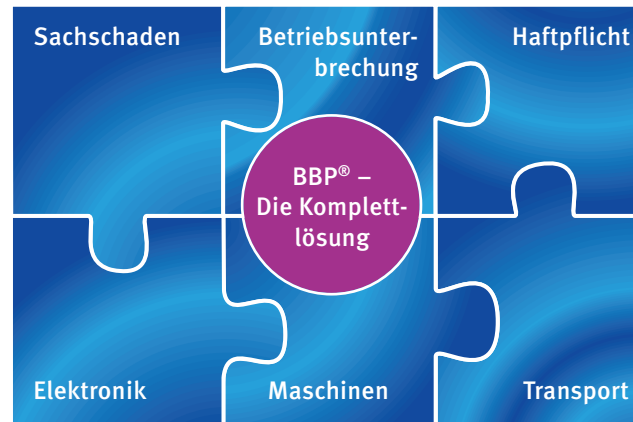 Sachschaden
Betriebsunter-
brechung
Haftpflicht
BBP® –
Die Komplett-
lösung
Elektronik
Maschinen
Transport